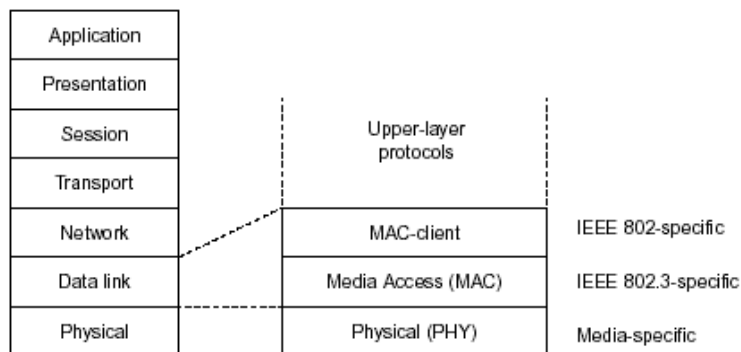 Application
Presentation
Session
Transport
Network
Data link
Physical
Upper-layer
protocols
MAC-client
Media Access (MAC)
Physical (PHY)
IEEE 802-specific
IEEE 802.3-specific
Media-specific